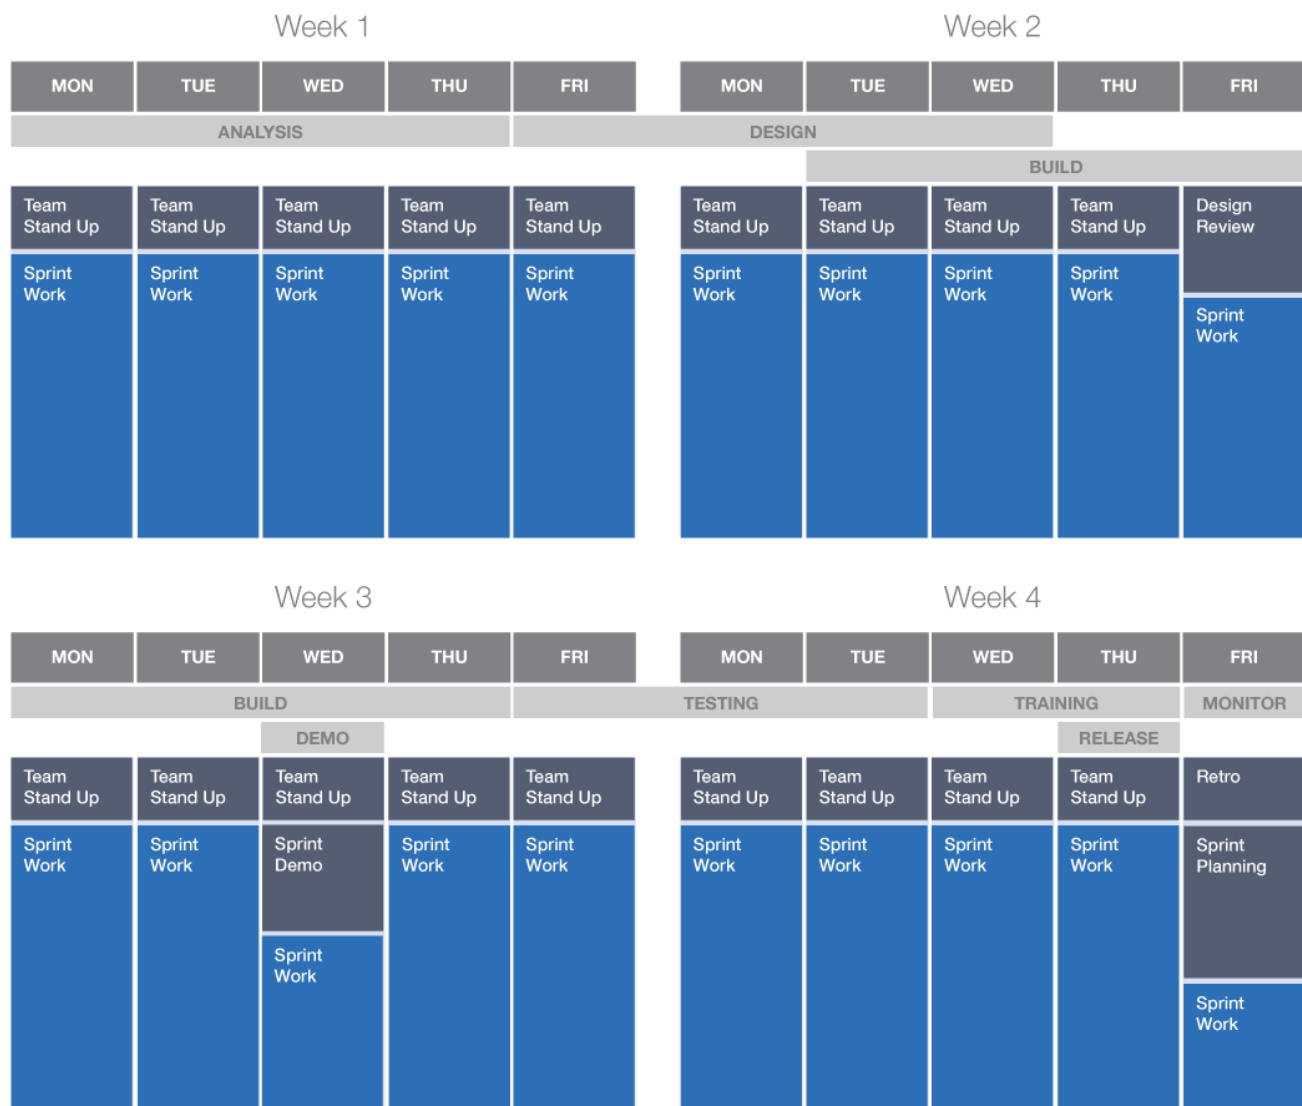 Week 1
Week 2
MON TUE WED THU FRI
MON TUE WED THU FRI
ANALYSIS
DESIGN
BUILD
Team Team Team Team Team
Stand Up Stand Up Stand Up Stand Up Stand Up
Team Team Team Team Design
Stand Up Stand Up Stand Up Stand Up Review
Sprint Sprint Sprint Sprint Sprint
Work Work Work Work Work
Sprint Sprint Sprint Sprint
Work Work Work Work
Sprint
Work
Week 3
Week 4
MON TUE WED THU FRI
MON TUE WED THU FRI
BUILD
TESTING
TRAINING
MONITOR
DEMO
RELEASE
Team Team Team Team Team
Stand Up Stand Up Stand Up Stand Up Stand Up
Team Team Team Team Retro
Stand Up Stand Up Stand Up Stand Up
Sprint Sprint Sprint Sprint Sprint
Work Work Demo Work Work
Sprint Sprint Sprint Sprint Sprint
Work Work Work Work Planning
Sprint
Work
Sprint
Work